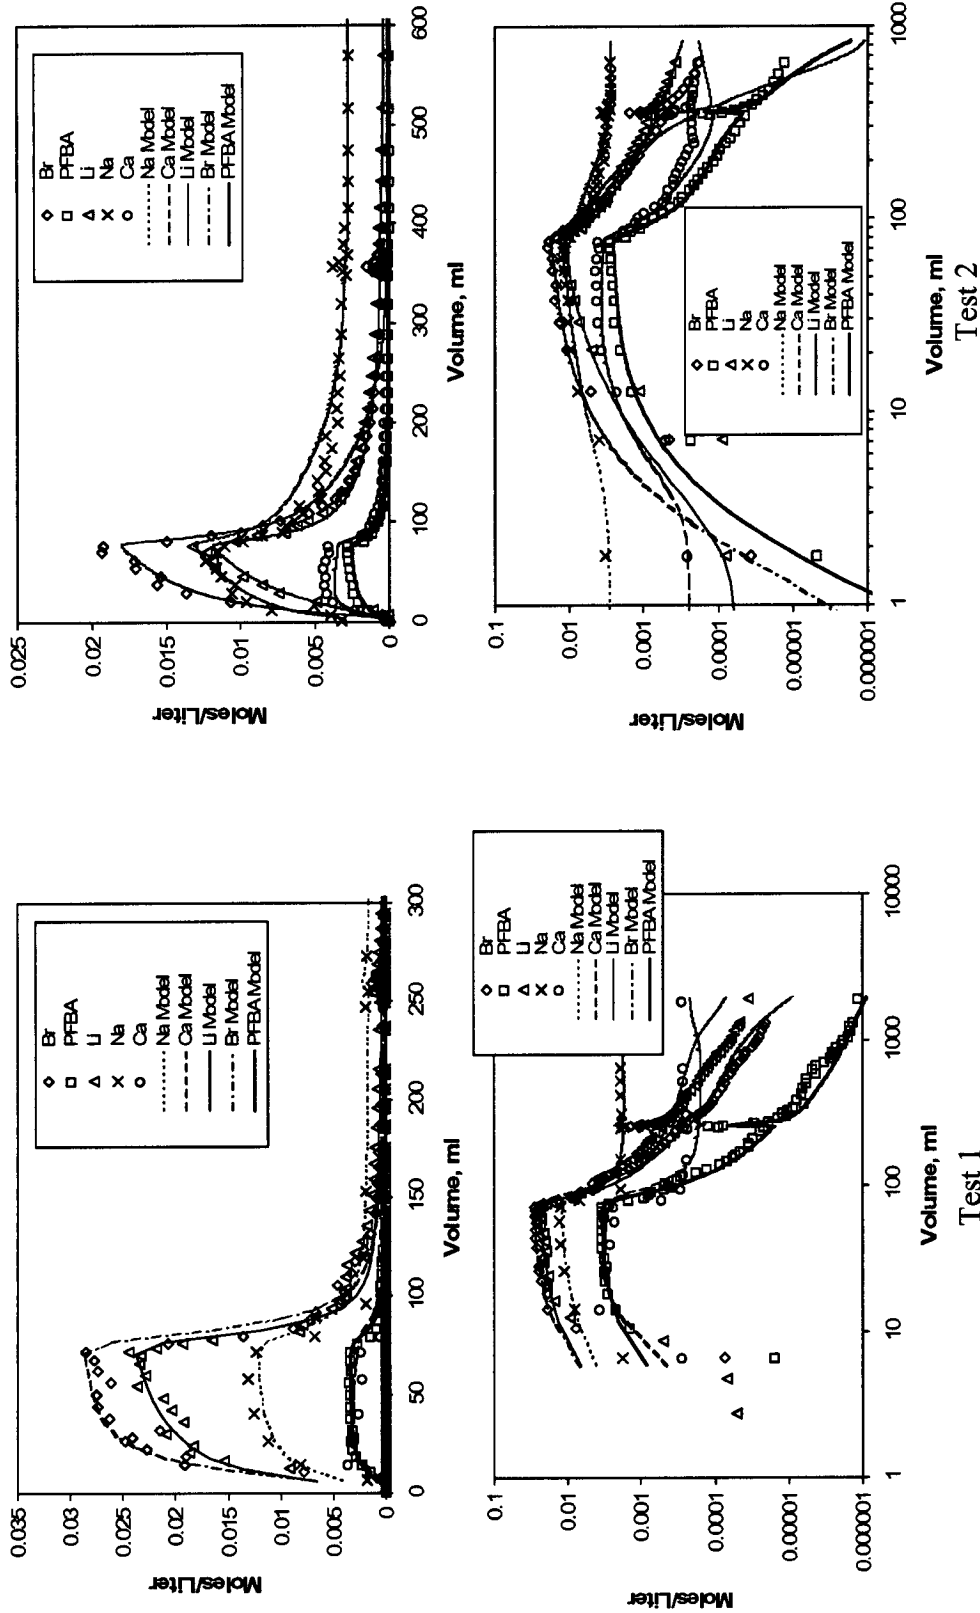 0.035
0.03
0.025
0.02
0.015
0.01
0.005
0
Moles/Liter
Br
PFBA
Li
Na
Ca
Na Model
Ca Model
Li Model
Br Model
PFBA Model
0 50 100 150 200 250 300
Volume, ml
0.025
0.02
0.015
0.01
0.005
0
Moles/Liter
Br
PFBA
Li
Na
Ca
Na Model
Ca Model
Li Model
Br Model
PFBA Model
0 100 200 300 400 500 600
Volume, ml
0.1
0.01
0.001
0.0001
0.00001
0.000001
Moles/Liter
Br
PFBA
Li
Na
Ca
Na Model
Ca Model
Li Model
Br Model
PFBA Model
1 10 100 1000 10000
Volume, ml
Test 1
0.1
0.01
0.001
0.0001
0.00001
0.000001
Moles/Liter
Br
PFBA
Li
Na
Ca
Na Model
Ca Model
Li Model
Br Model
PFBA Model
1 10 100 1000
Volume, ml
Test 2